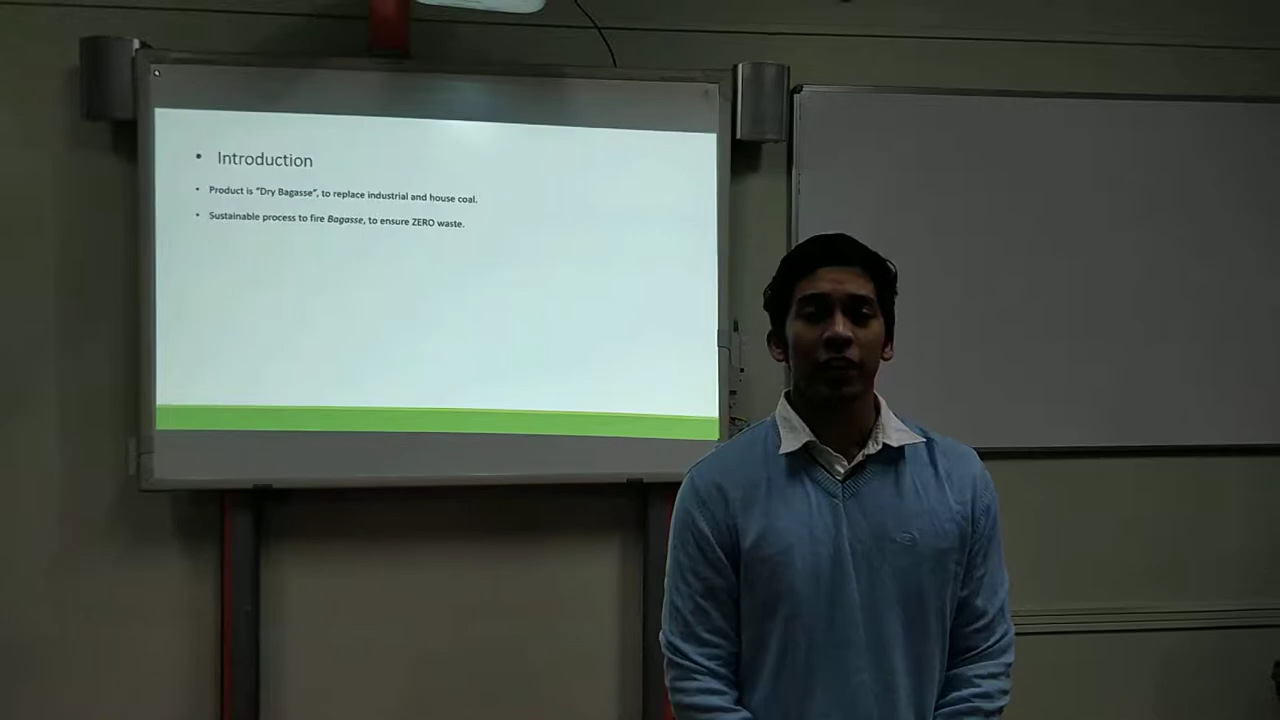 Introduction
Product is “Dry Bagasse”, to replace industrial and house coal.
Sustainable process to fire Bagasse, to ensure ZERO waste.